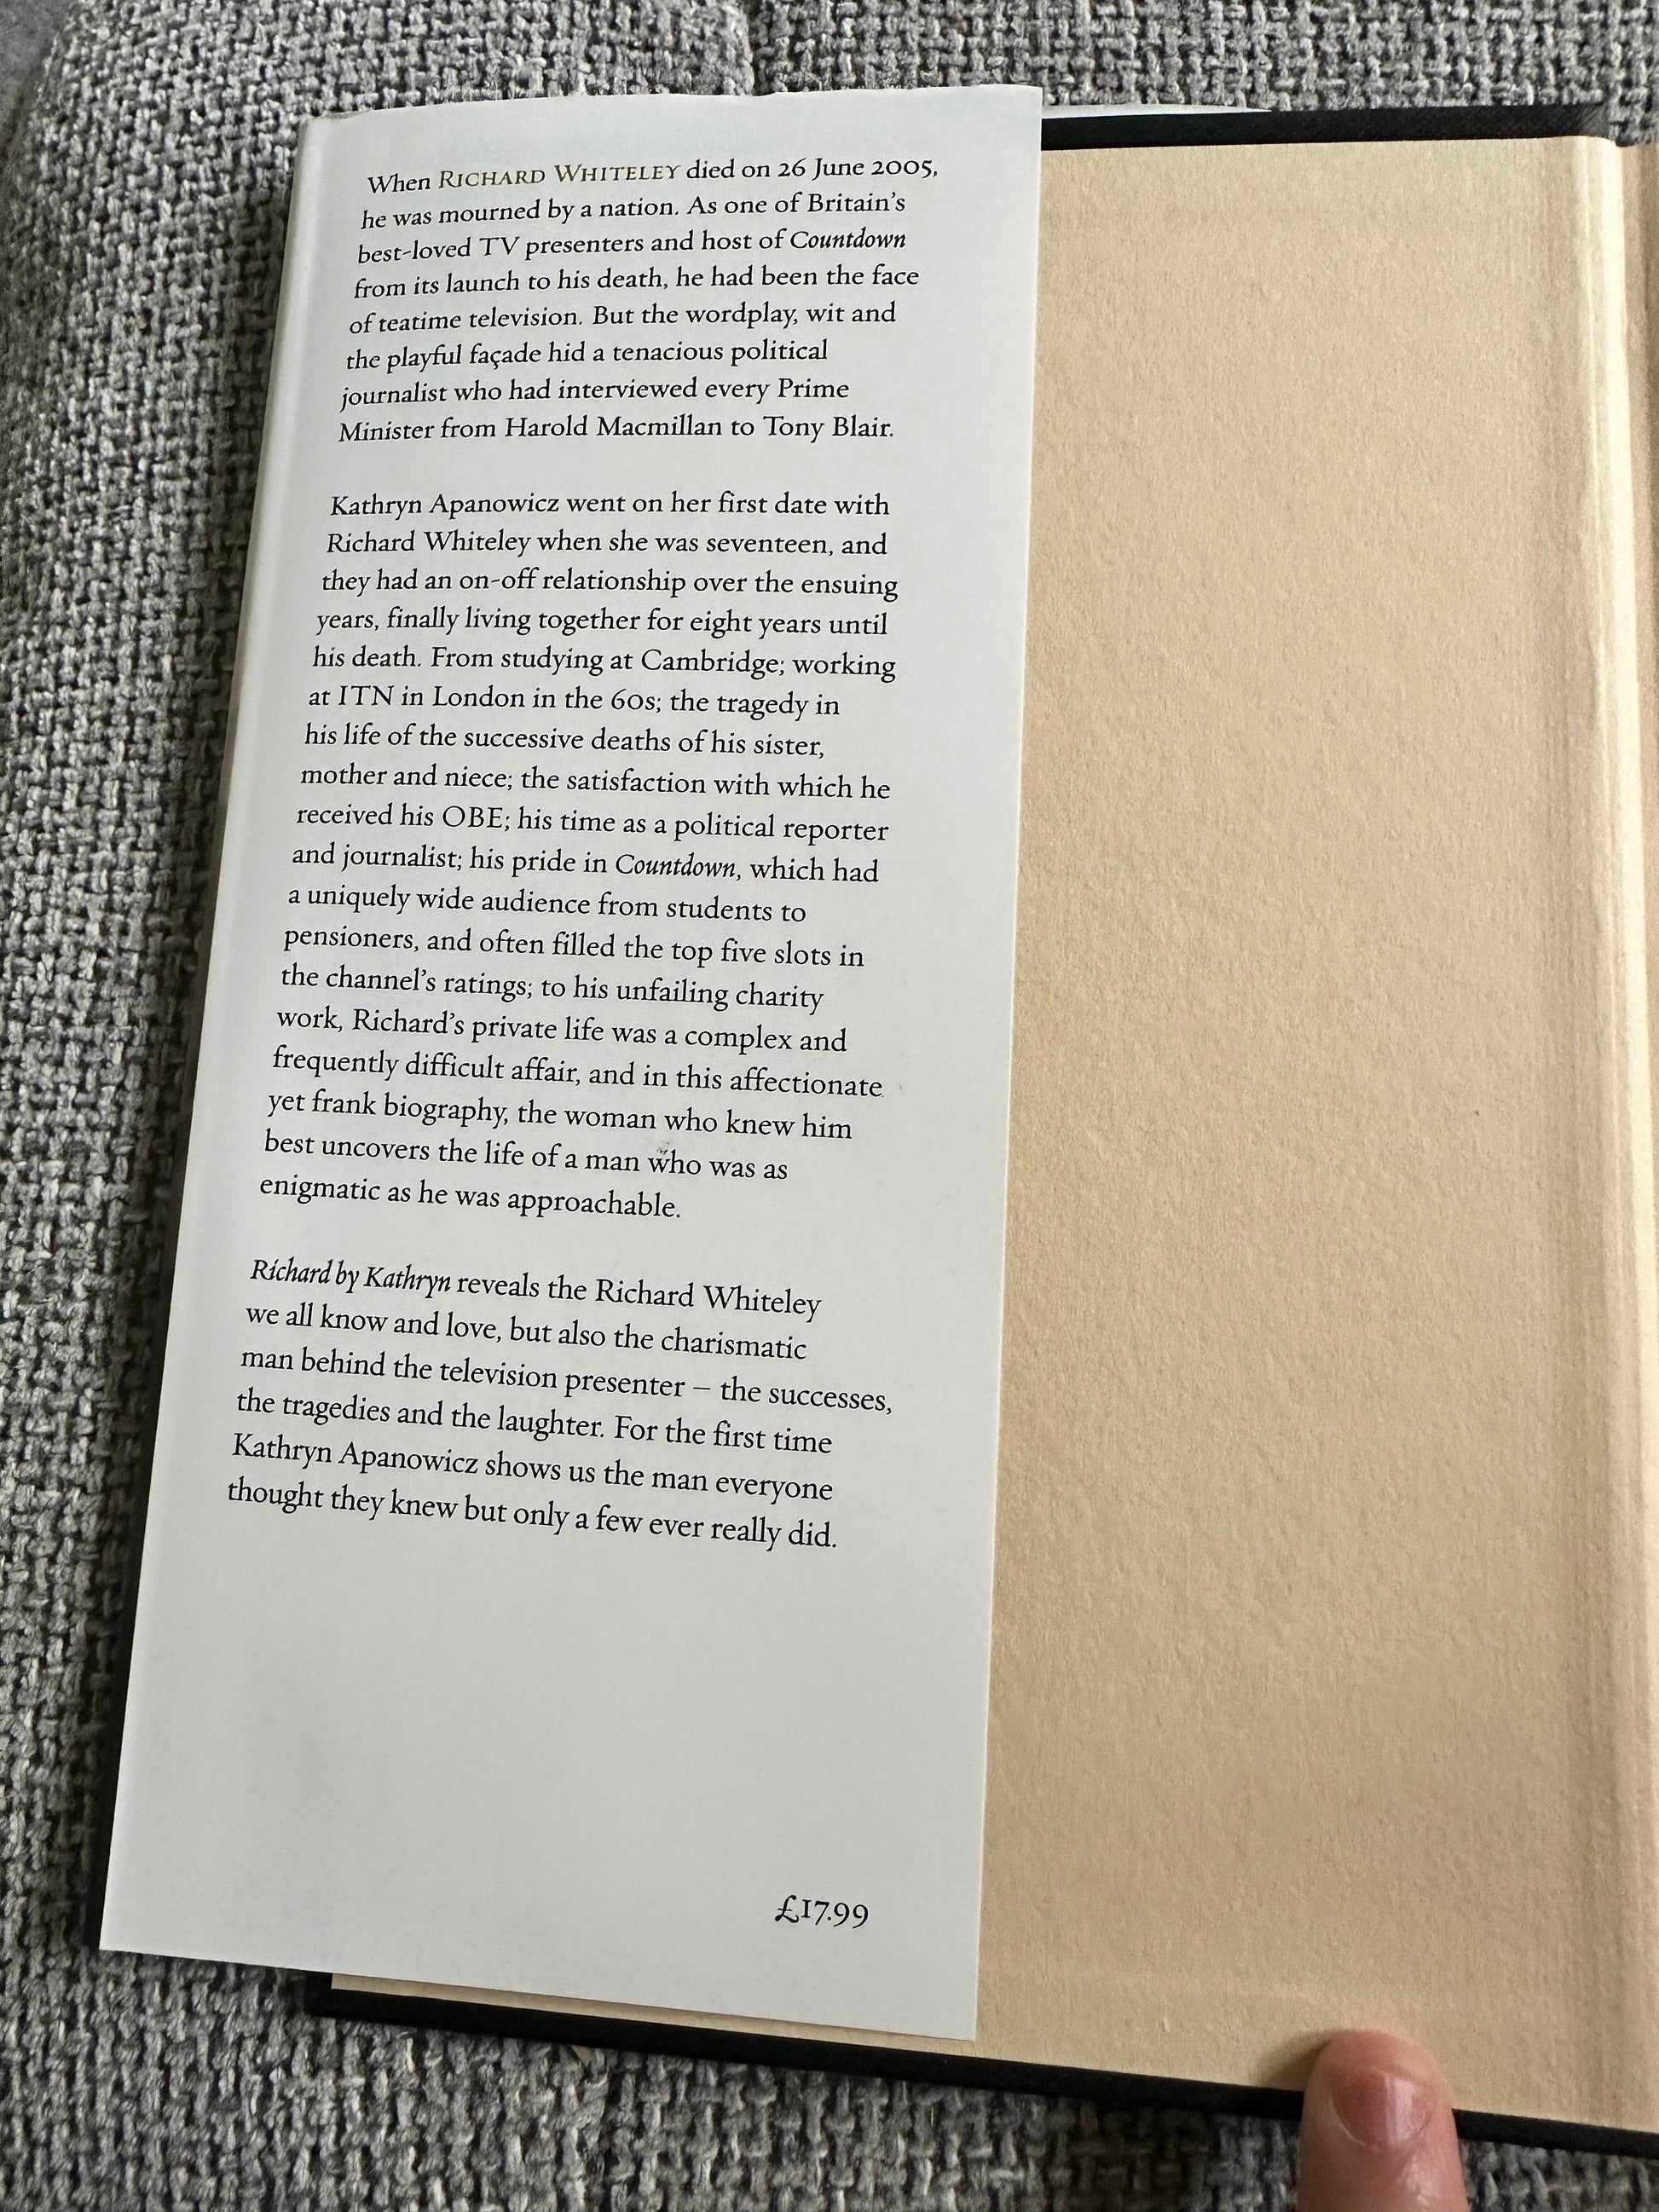 When RICHARD WHITELEY died on 26 June 2005,
he was mourned by a nation. As one of Britain's
best-loved TV presenters and host of Countdown
from its launch to his death, he had been the face
of teatime television. But the wordplay, wit and
the playful façade hid a tenacious political
journalist who had interviewed every Prime
Minister from Harold Macmillan to Tony Blair.
Kathryn Apanowicz went on her first date with
Richard Whiteley when she was seventeen, and
they had an on-off relationship over the ensuing
years, finally living together for eight years until
his death. From studying at Cambridge; working
at ITN in London in the 60s; the tragedy in
his life of the successive deaths of his sister,
mother and niece; the satisfaction with which he
received his OBE; his time as a political reporter
and journalist; his pride in Countdown, which had
a uniquely wide audience from students to
pensioners, and often filled the top five slots in
the channel's ratings; to his unfailing charity
work, Richard's private life was a complex and
frequently difficult affair, and in this affectionate
yet frank biography, the woman who knew him
best uncovers the life of a man who was as
enigmatic as he was approachable.
Richard by Kathryn reveals the Richard Whiteley
we all know and love, but also the charismatic
man behind the television presenter – the successes,
the tragedies and the laughter. For the first time
Kathryn Apanowicz shows us the man everyone
thought they knew but only a few ever really did.
£17.99